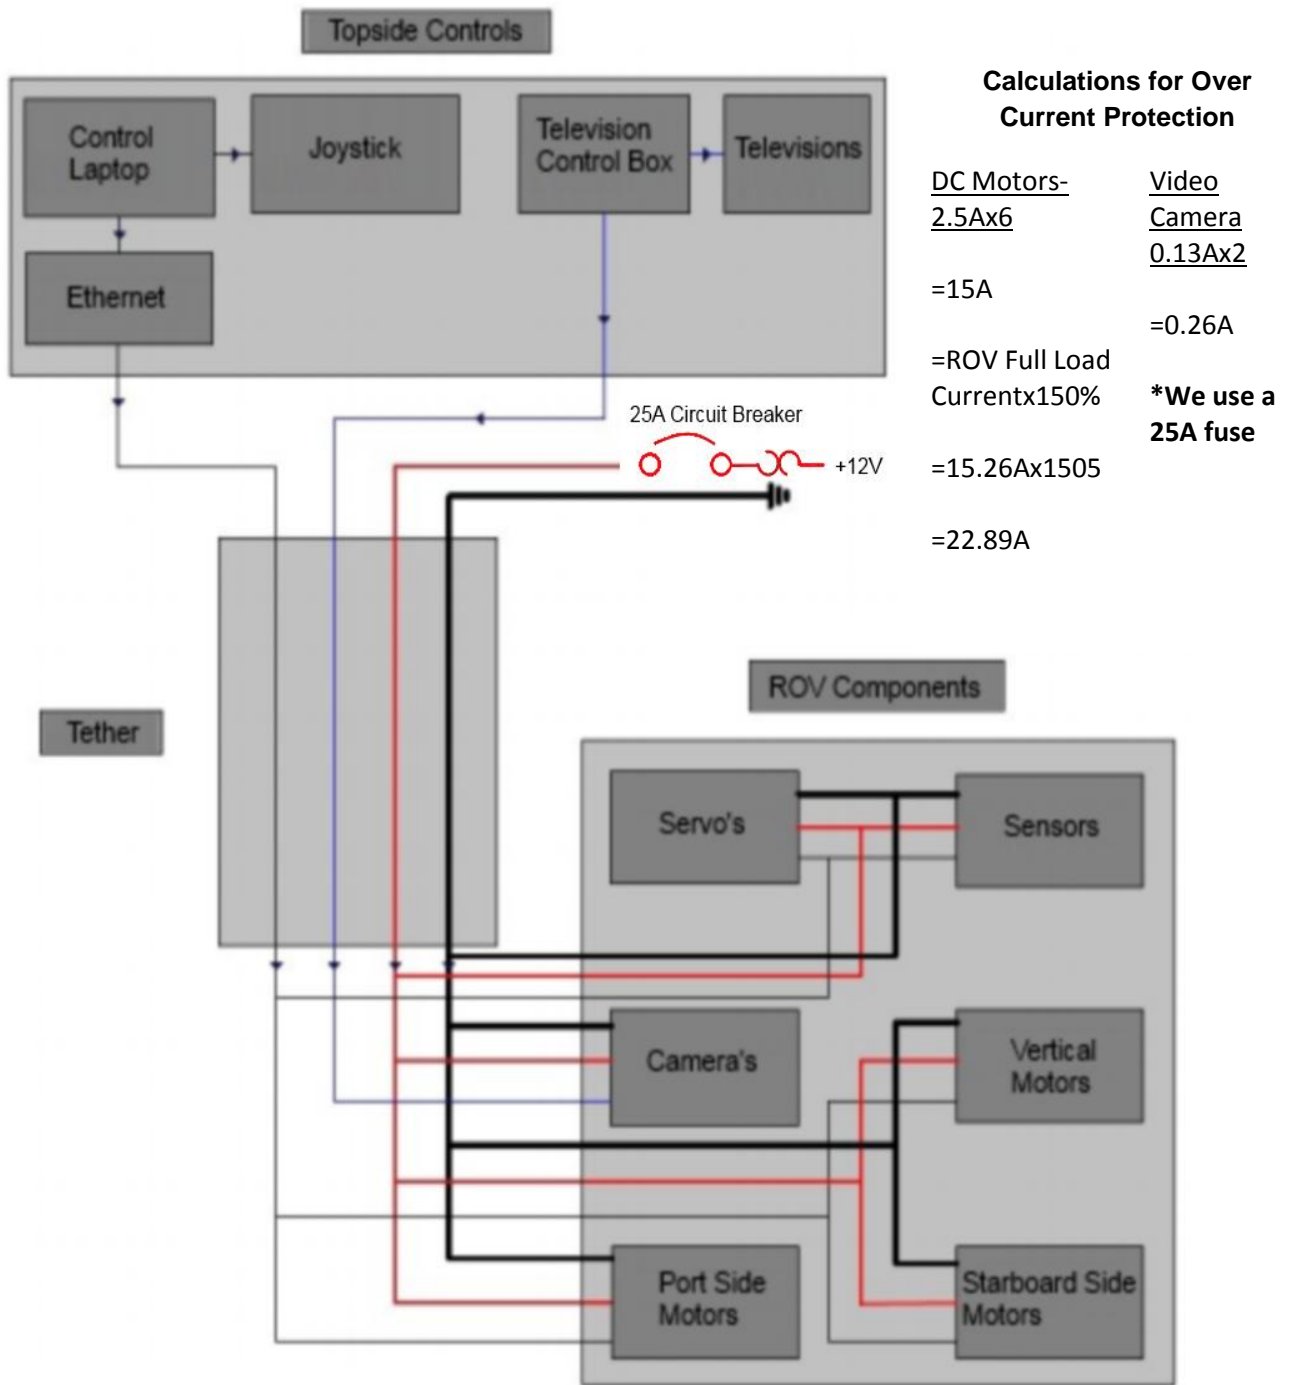 Topside Controls
Control
Laptop
Joystick
Television
Control Box
Televisions
Ethernet
Calculations for Over
Current Protection
DC Motors-
2.5Ax6
=15A
=ROV Full Load
Currentx150%
=15.26Ax1505
=22.89A
Video
Camera
0.13Ax2
=0.26A
*We use a
25A fuse
25A Circuit Breaker
+12V
Tether
ROV Components
Servo's
Sensors
Camera's
Vertical
Motors
Port Side
Motors
Starboard Side
Motors